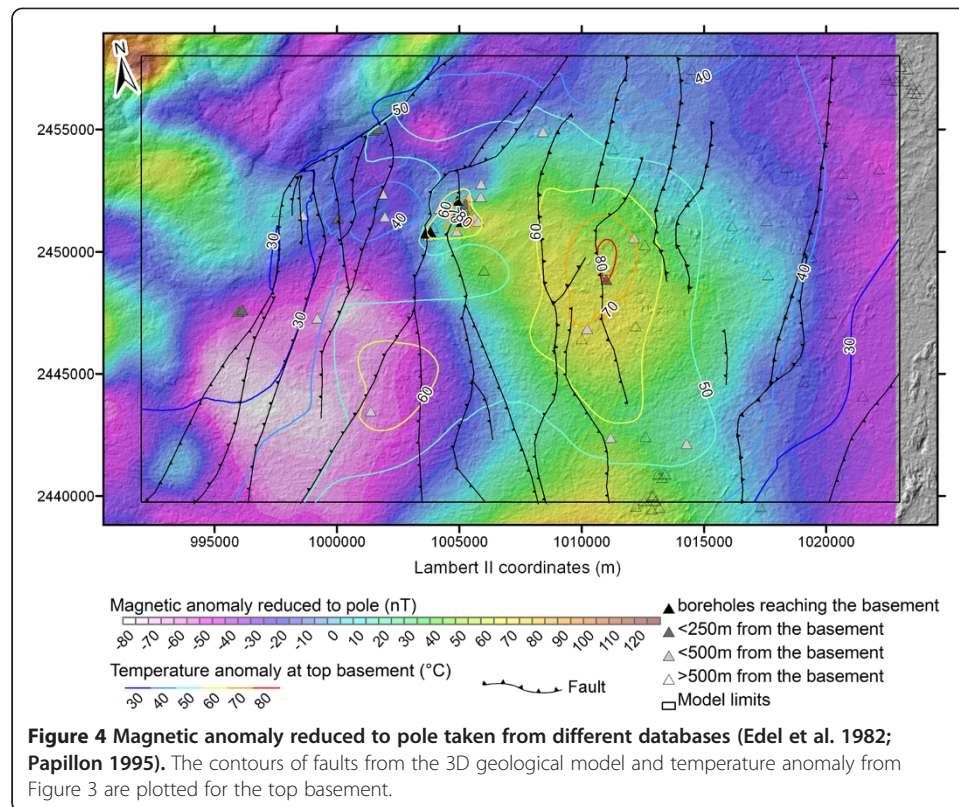 N
2455000
2450000
2445000
2440000
50
40
30
40
60
80
60
80
70
40
30
30
60
50
995000 1000000 1005000 1010000 1015000 1020000
Lambert II coordinates (m)
Magnetic anomaly reduced to pole (nT)
-80 -70 -60 -50 -40 -30 -20 -10 0 10 20 30 40 50 60 70 80 90 100 110 120
Temperature anomaly at top basement (°C)
30 40 50 60 70 80
Fault
boreholes reaching the basement
<250m from the basement
<500m from the basement
>500m from the basement
Model limits
Figure 4 Magnetic anomaly reduced to pole taken from different databases (Edel et al. 1982;
Papillon 1995). The contours of faults from the 3D geological model and temperature anomaly from
Figure 3 are plotted for the top basement.